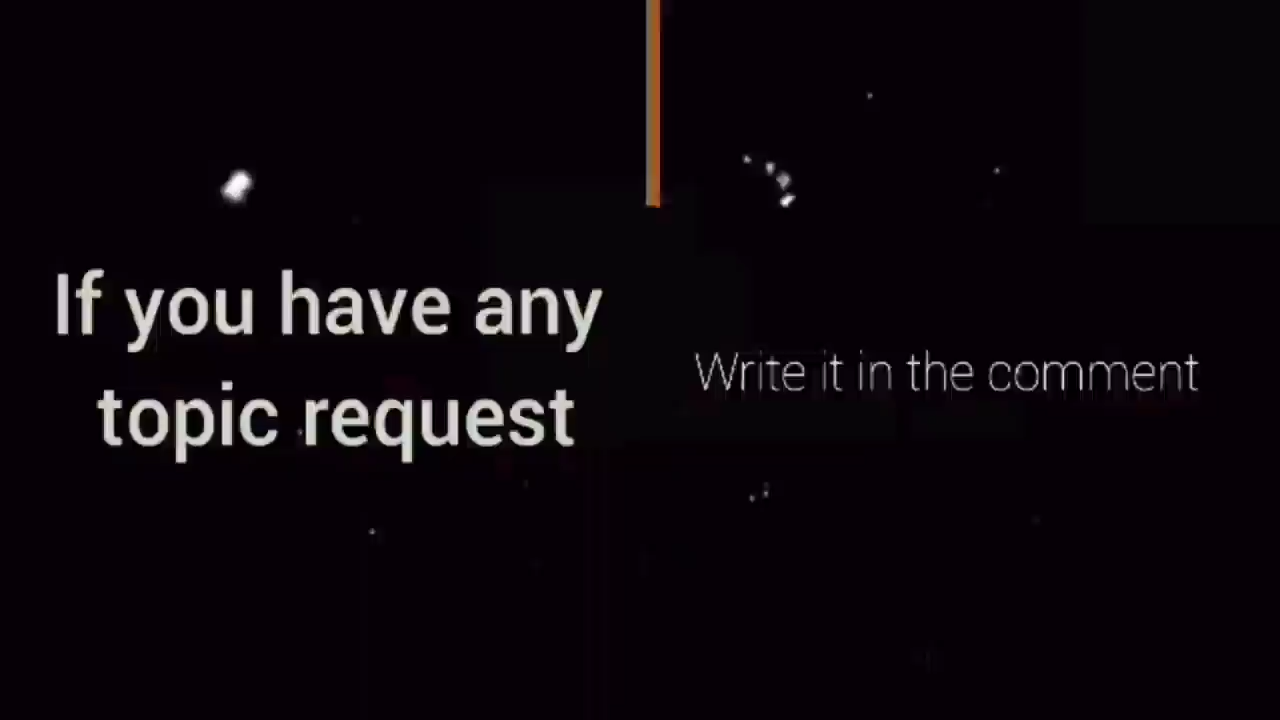 If you have any
topic request
Write it in the comment